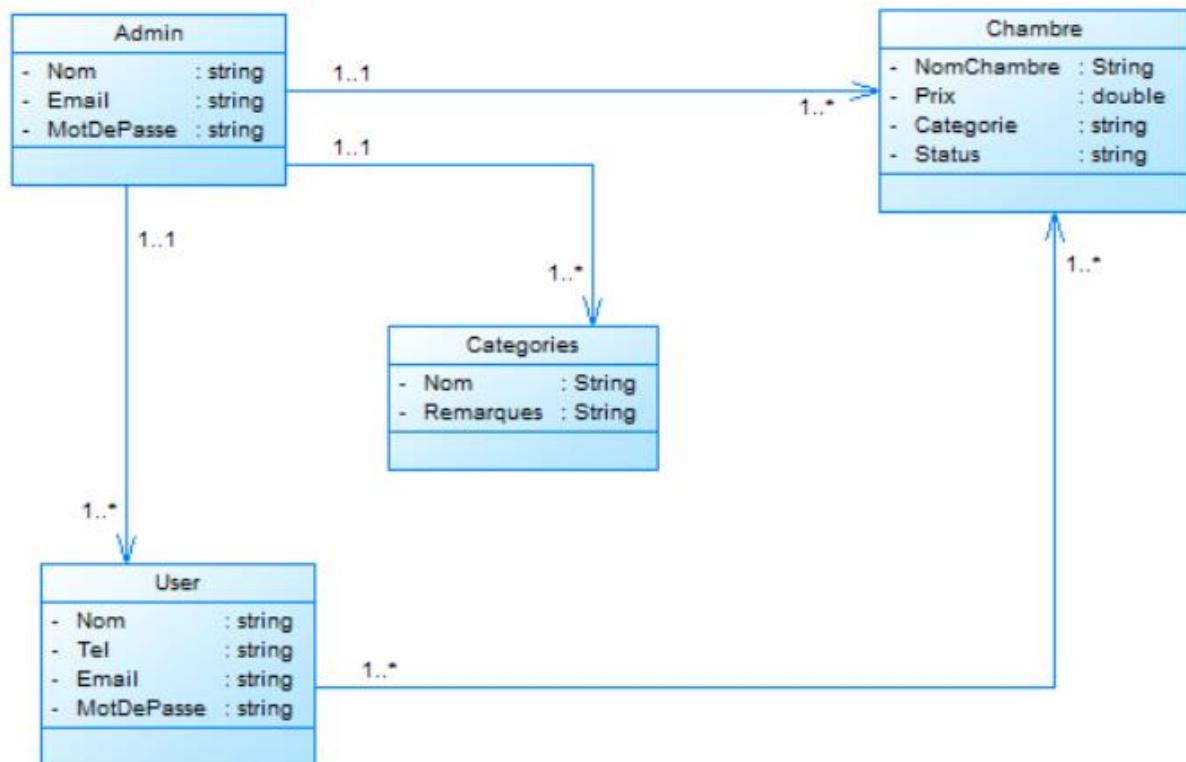 Admin
- Nom : string
- Email : string
- MotDePasse : string
1..1
1..*
Chambre
- NomChambre : String
- Prix : double
- Categorie : string
- Status : string
1..1
1..*
Categories
- Nom : String
- Remarques : String
1..1
1..*
User
- Nom : string
- Tel : string
- Email : string
- MotDePasse : string
1..*
1..*